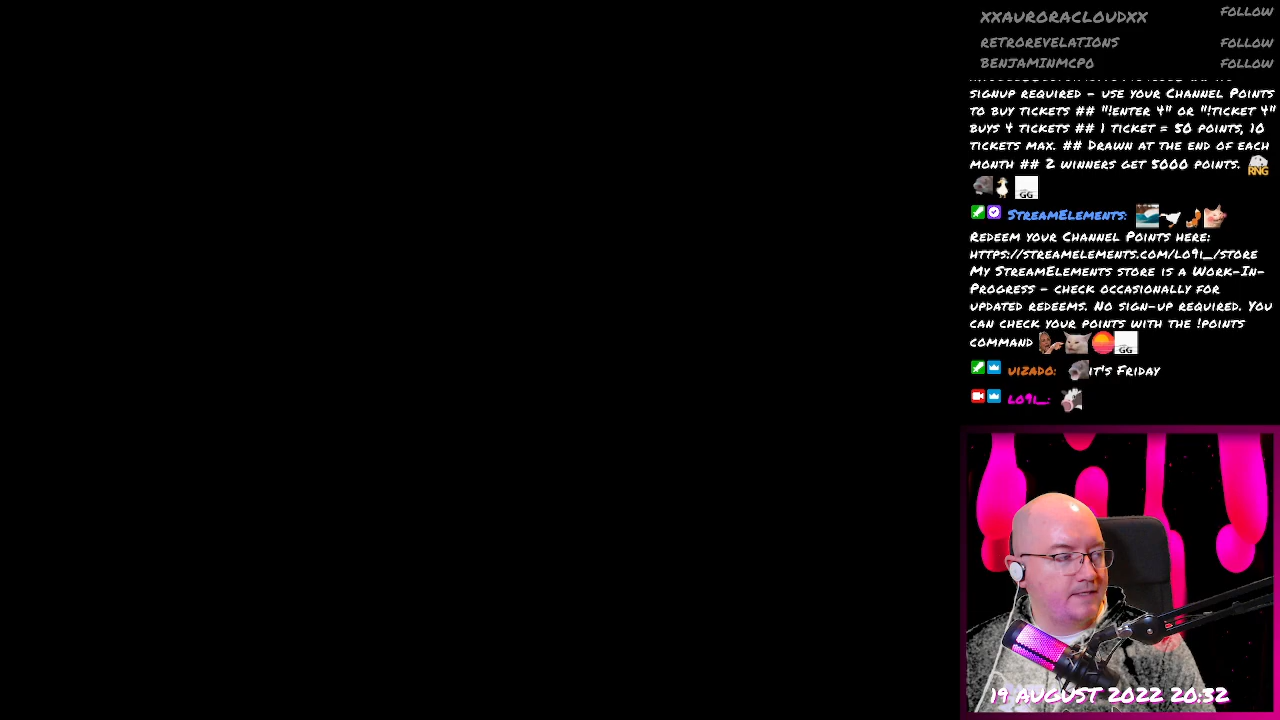 xxAuroraCloudxx Follow
RetroRevelations Follow
BenjaminMcPo Follow
signup required - use your Channel Points
to buy tickets ## "!enter 4" or "!ticket 4"
buys 4 tickets ## 1 ticket = 50 points, 10
tickets max. ## Drawn at the end of each
month ## 2 winners get 5000 points. RNG
GG
StreamElements:
Redeem your Channel Points here:
https://streamelements.com/lo9i_/store
My StreamElements store is a Work-In-
Progress - check occasionally for
updated redeems. No sign-up required. You
can check your points with the !points
command GG
uizado: it's Friday
lo9i_:
19 August 2022 20:32